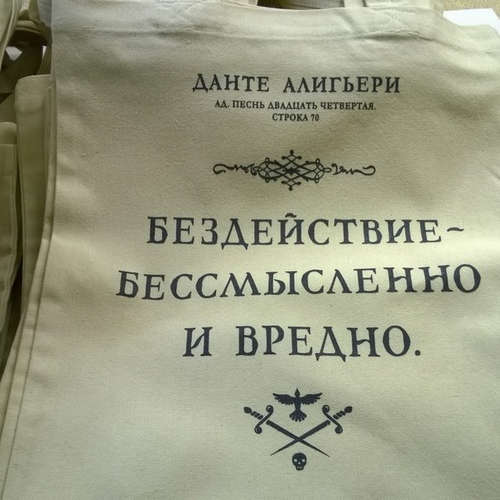 ДАНТЕ АЛИГЬЕРИ
АД. ПЕСНЬ ДВАДЦАТЬ ЧЕТВЕРТАЯ.
СТРОКА 70
БЕЗДЕЙСТВИЕ~
БЕССМЫСЛЕННО
И ВРЕДНО.